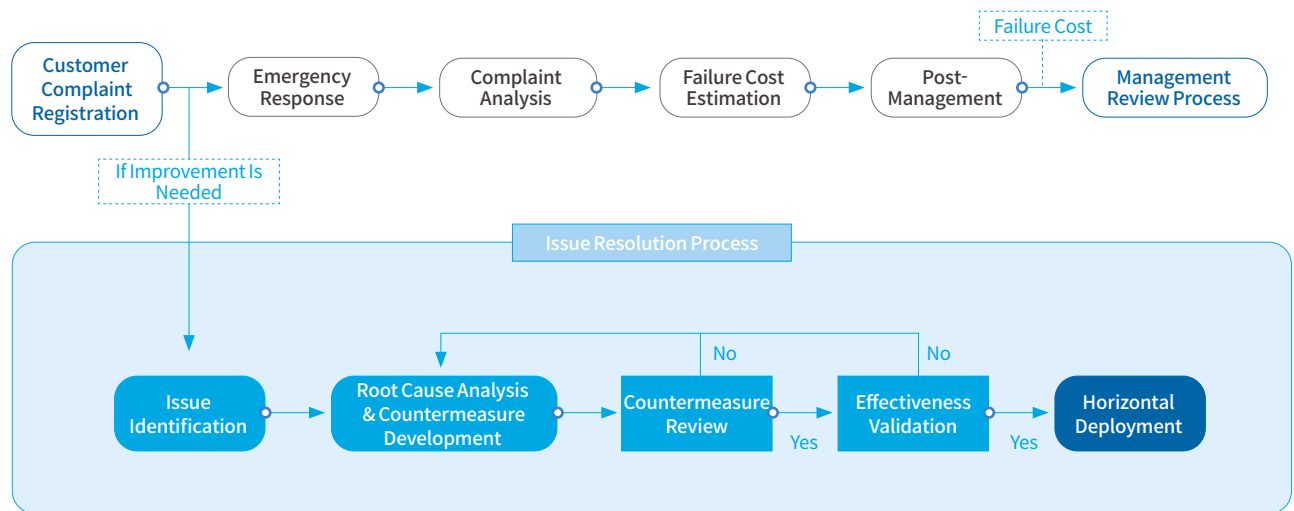 Failure Cost
Customer
Complaint
Registration
Emergency
Response
Complaint
Analysis
Failure Cost
Estimation
Post-
Management
Management
Review Process
If Improvement Is
Needed
Issue Resolution Process
No
No
Issue
Identification
Root Cause Analysis
& Countermeasure
Development
Countermeasure
Review
Yes
Effectiveness
Validation
Yes
Horizontal
Deployment